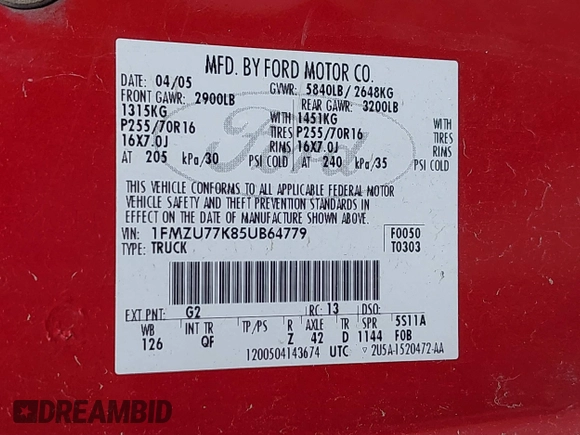 MFD. BY FORD MOTOR CO.
DATE: 04/05 GVWR: 5840LB/2648KG
FRONT GAWR: 2900LB REAR GAWR: 3200LB
1315KG WITH 1451KG WITH
P255/70R16 TIRES P255/70R16 TIRES
16X7.0J RIMS 16X7.0J RIMS
AT 205 kPa/30 PSI COLD AT 240 kPa/35 PSI COLD
Ford
THIS VEHICLE CONFORMS TO ALL APPLICABLE FEDERAL MOTOR
VEHICLE SAFETY AND THEFT PREVENTION STANDARDS IN
EFFECT ON THE DATE OF MANUFACTURE SHOWN ABOVE.
VIN: 1FMZU77K85UB64779 F0050
TYPE: TRUCK T0303
EXT PNT: G2 RC: 13 DSO:
WB INT TR TP/PS R AXLE TR SPR 5S11A
126 QF Z 42 D 1144 F0B
1200504143674 UTC 2U5A-1520472-AA
DREAMBID